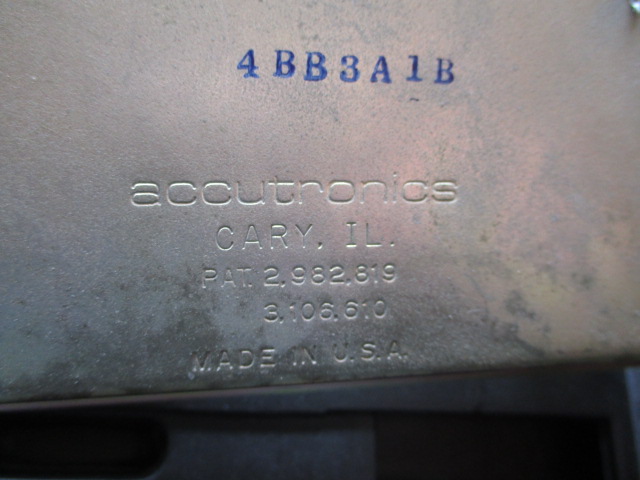 4BB3A1B
accutronics
CARY, IL.
PAT. 2,982,819
3,106,610
MADE IN U.S.A.